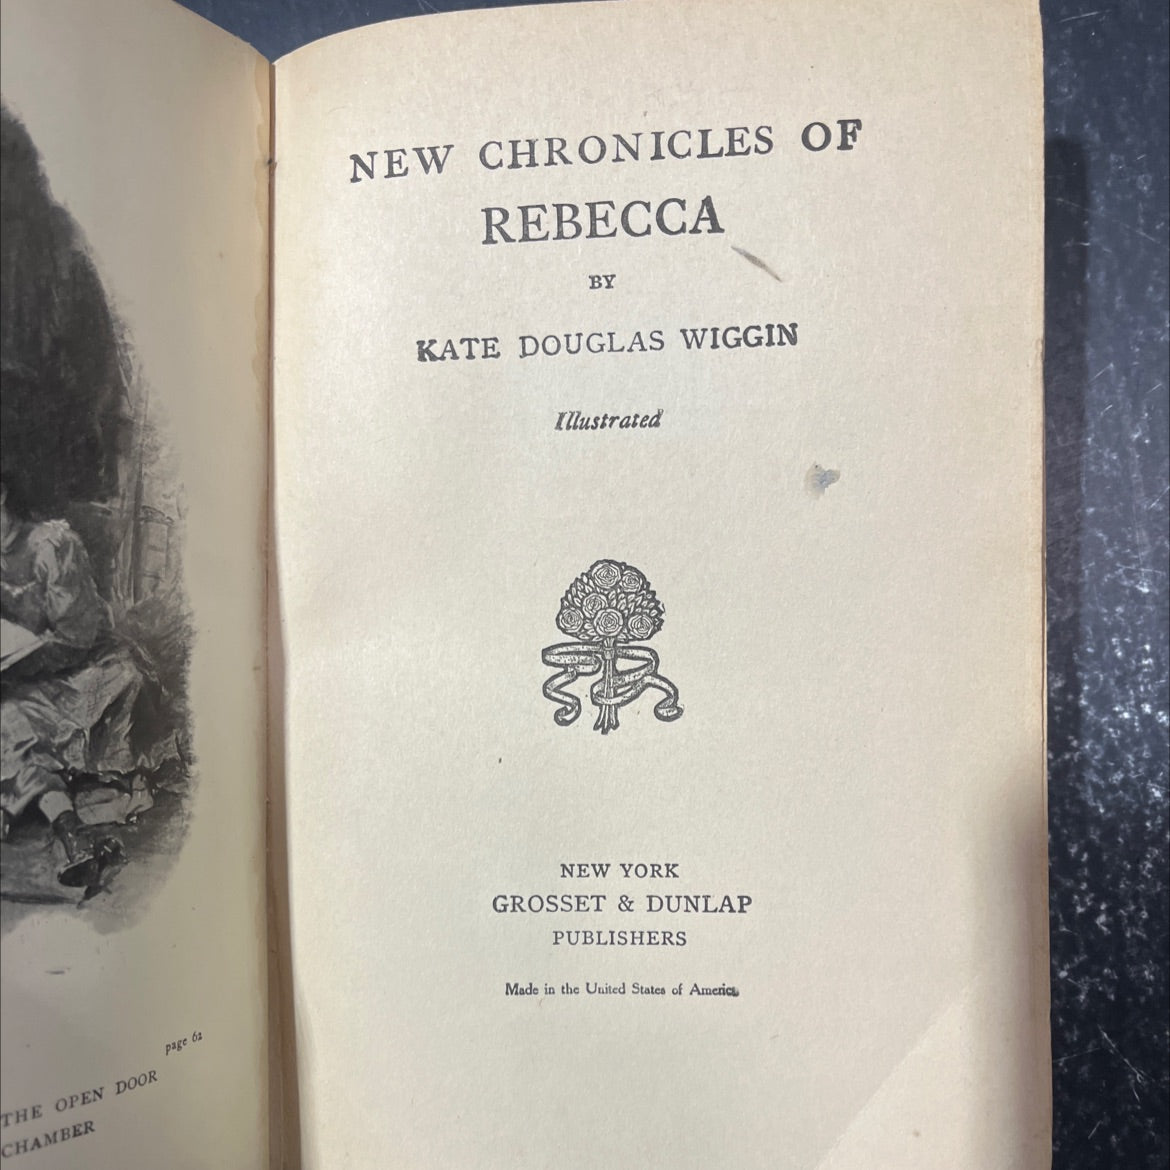 page 62
THE OPEN DOOR
CHAMBER
NEW CHRONICLES OF
REBECCA
BY
KATE DOUGLAS WIGGIN
Illustrated
NEW YORK
GROSSET & DUNLAP
PUBLISHERS
Made in the United States of America